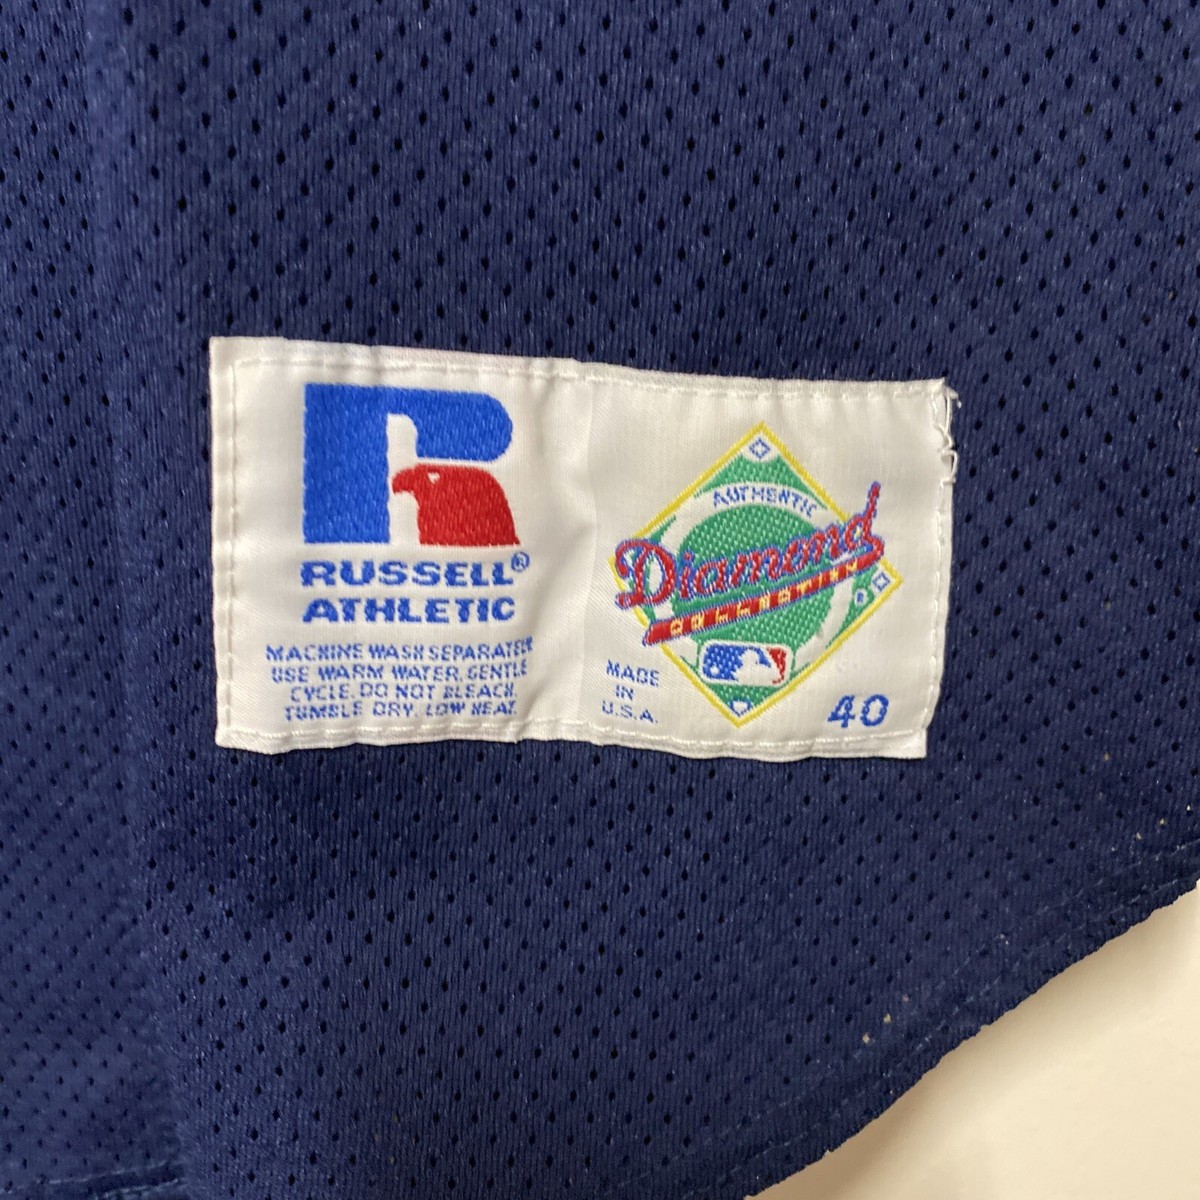 RUSSELL®
ATHLETIC
MACHINE WASH SEPARATELY
USE WARM WATER, GENTLE
CYCLE. DO NOT BLEACH.
TUMBLE DRY. LOW HEAT.
AUTHENTIC
Diamond
COLLECTION
®
MADE
IN
U.S.A.
40